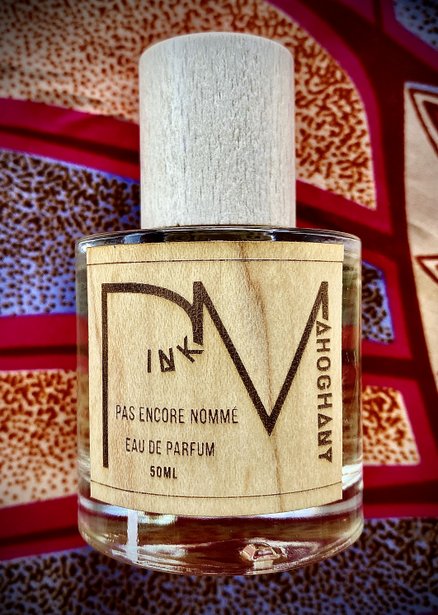 PINK
MAHOGHANY
PAS ENCORE NOMMÉ
EAU DE PARFUM
50ML